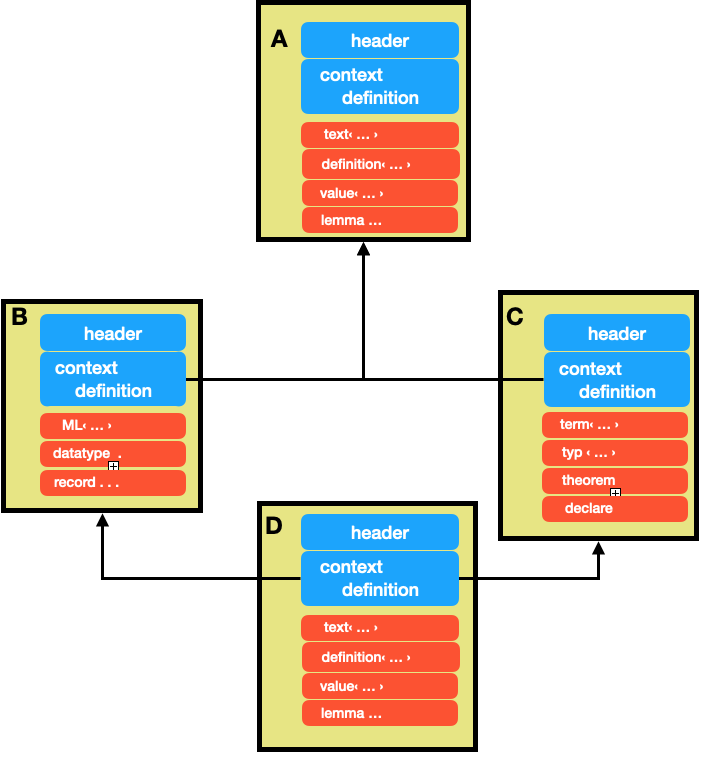 A
header
context
definition
text‹ ... ›
definition‹ ... ›
value‹ ... ›
lemma ...
B
header
context
definition
ML‹ ... ›
datatype .
record . . .
C
header
context
definition
term‹ ... ›
typ ‹ ... ›
theorem
declare
D
header
context
definition
text‹ ... ›
definition‹ ... ›
value‹ ... ›
lemma ...